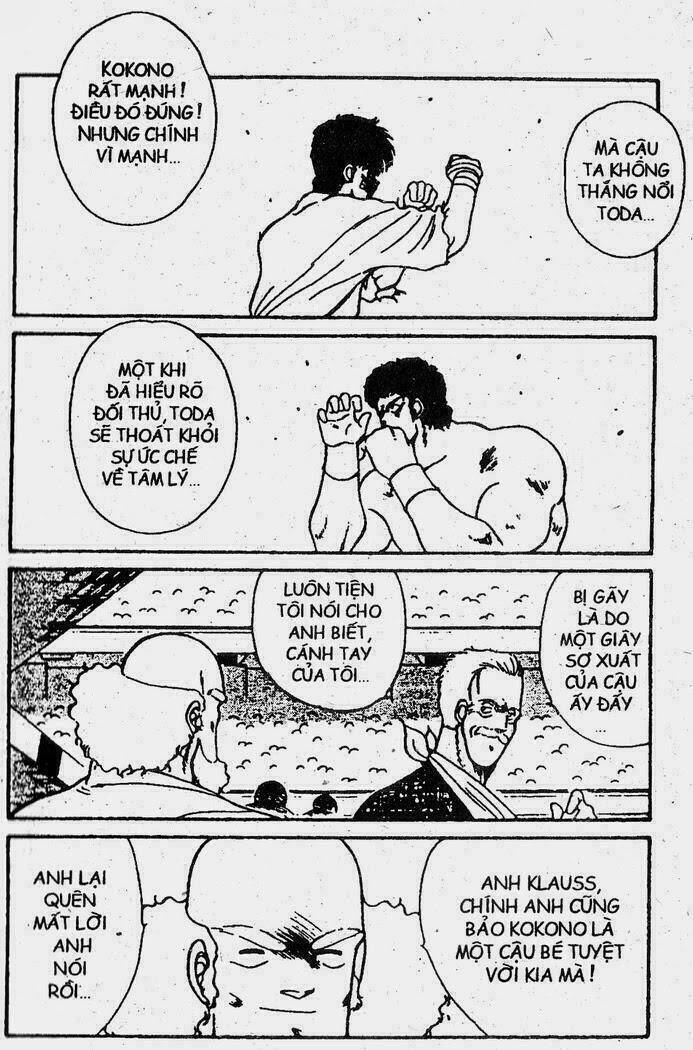 KOKONO
RẤT MẠNH!
ĐIỀU ĐÓ ĐÚNG!
NHƯNG CHÍNH
VÌ MẠNH...
MÀ CẬU
TA KHÔNG
THẮNG NỔI
TODA...
MỘT KHI
ĐÃ HIỂU RÕ
ĐỐI THỦ, TODA
SẼ THOÁT KHỎI
SỰ ỨC CHẾ
VỀ TÂM LÝ...
LUÔN TIỆN
TÔI NÓI CHO
ANH BIẾT,
CÁNH TAY
CỦA TÔI...
BỊ GÃY
LÀ DO
MỘT GIÂY
SƠ XUẤT
CỦA CẬU
ẤY ĐẤY
...
ANH LẠI
QUÊN
MẤT LỜI
ANH
NÓI
RỒI...
ANH KLAUSS,
CHÍNH ANH CŨNG
BẢO KOKONO LÀ
MỘT CẬU BÉ TUYỆT
VỜI KIA MÀ!